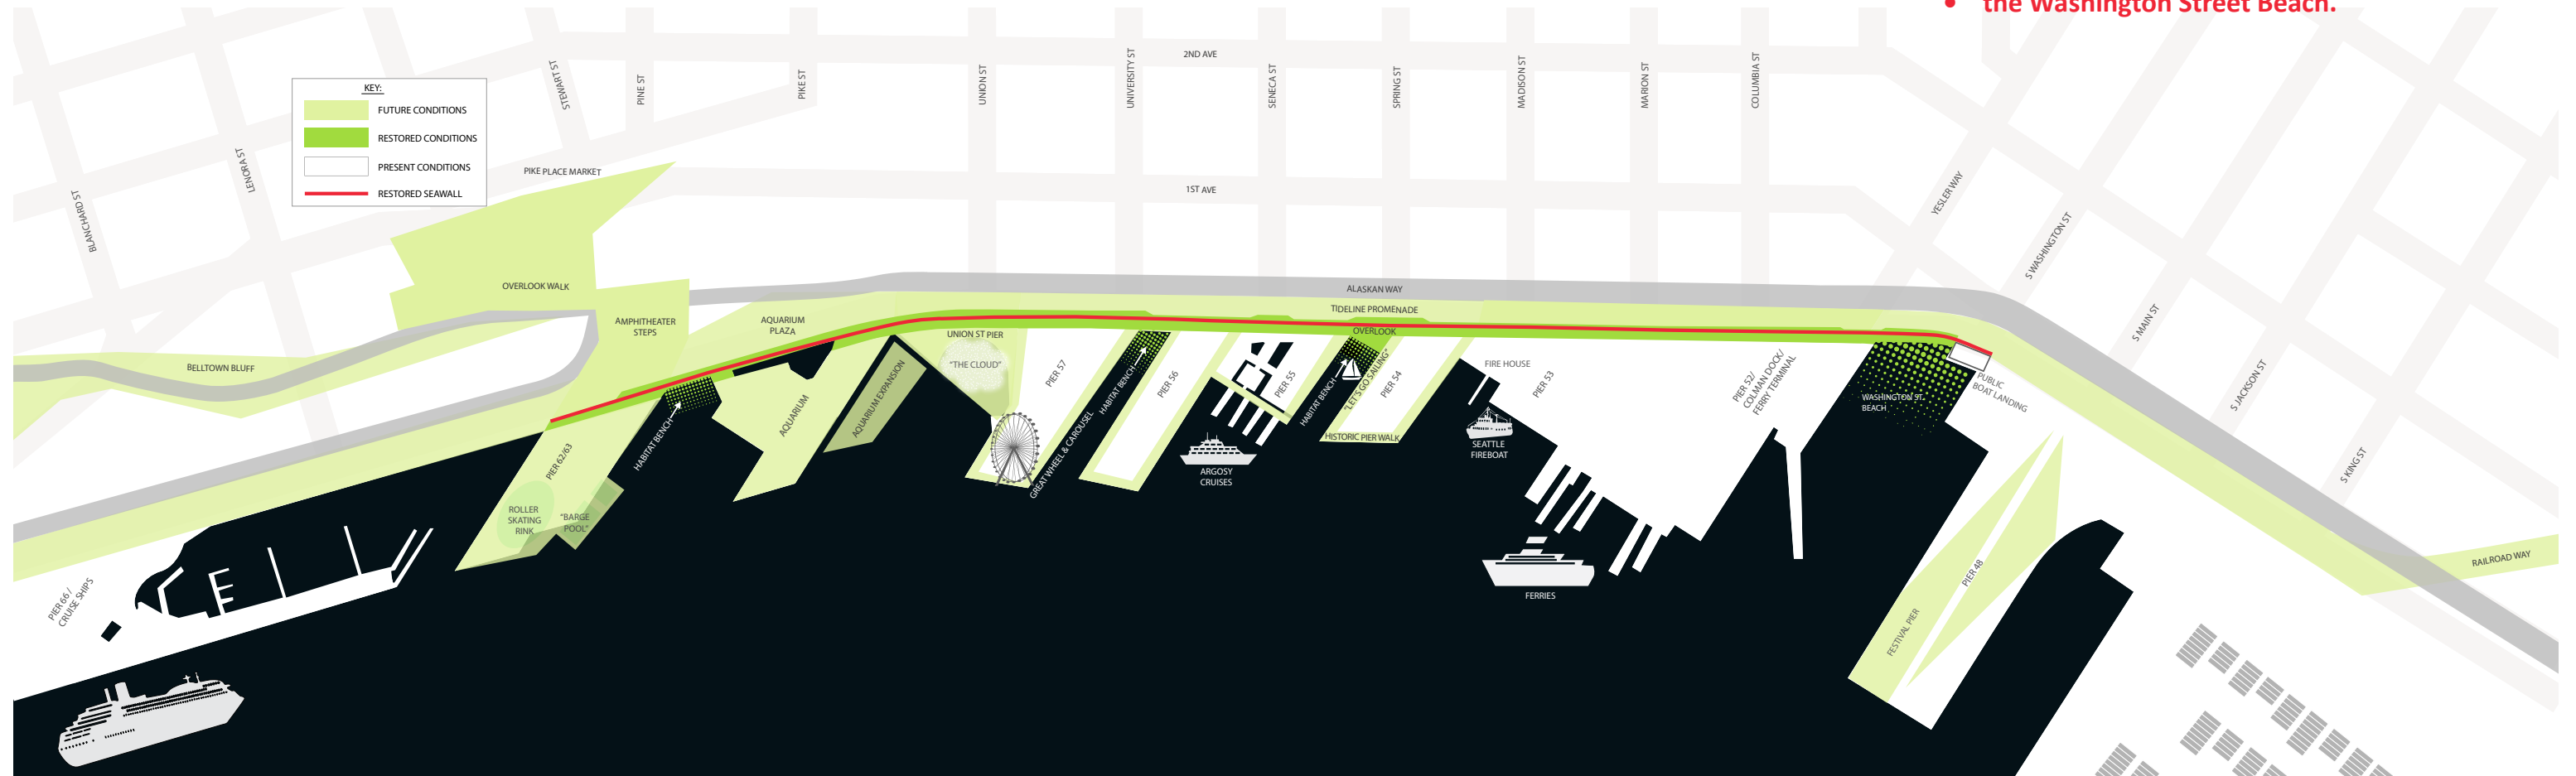 • the Washington Street Beach.
2ND AVE
STEWART ST
PINE ST
PIKE ST
UNION ST
UNIVERSITY ST
SENECA ST
SPRING ST
MADISON ST
MARION ST
COLUMBIA ST
KEY:
FUTURE CONDITIONS
RESTORED CONDITIONS
PRESENT CONDITIONS
RESTORED SEAWALL
BLANCHARD ST
LENORA ST
PIKE PLACE MARKET
1ST AVE
YESLER WAY
S WASHINGTON ST
S MAIN ST
S JACKSON ST
S KING ST
OVERLOOK WALK
ALASKAN WAY
TIDELINE PROMENADE
AMPHITHEATER
STEPS
AQUARIUM
PLAZA
UNION ST PIER
OVERLOOK
BELLTOWN BLUFF
"THE CLOUD"
PIER 57
HABITAT BENCH
PIER 56
PIER 55
HABITAT BENCH
"LET'S GO SAILING"
PIER 54
FIRE HOUSE
PIER 53
PIER 52/
COLMAN DOCK/
FERRY TERMINAL
WASHINGTON ST.
BEACH
PUBLIC
BOAT LANDING
AQUARIUM
AQUARIUM EXPANSION
HABITAT BENCH
PIER 62/63
GREAT WHEEL & CAROUSEL
HISTORIC PIER WALK
SEATTLE
FIREBOAT
ARGOSY
CRUISES
ROLLER
SKATING
RINK
"BARGE
POOL"
FERRIES
PIER 66 /
CRUISE SHIPS
FESTIVAL PIER
PIER 48
RAILROAD WAY